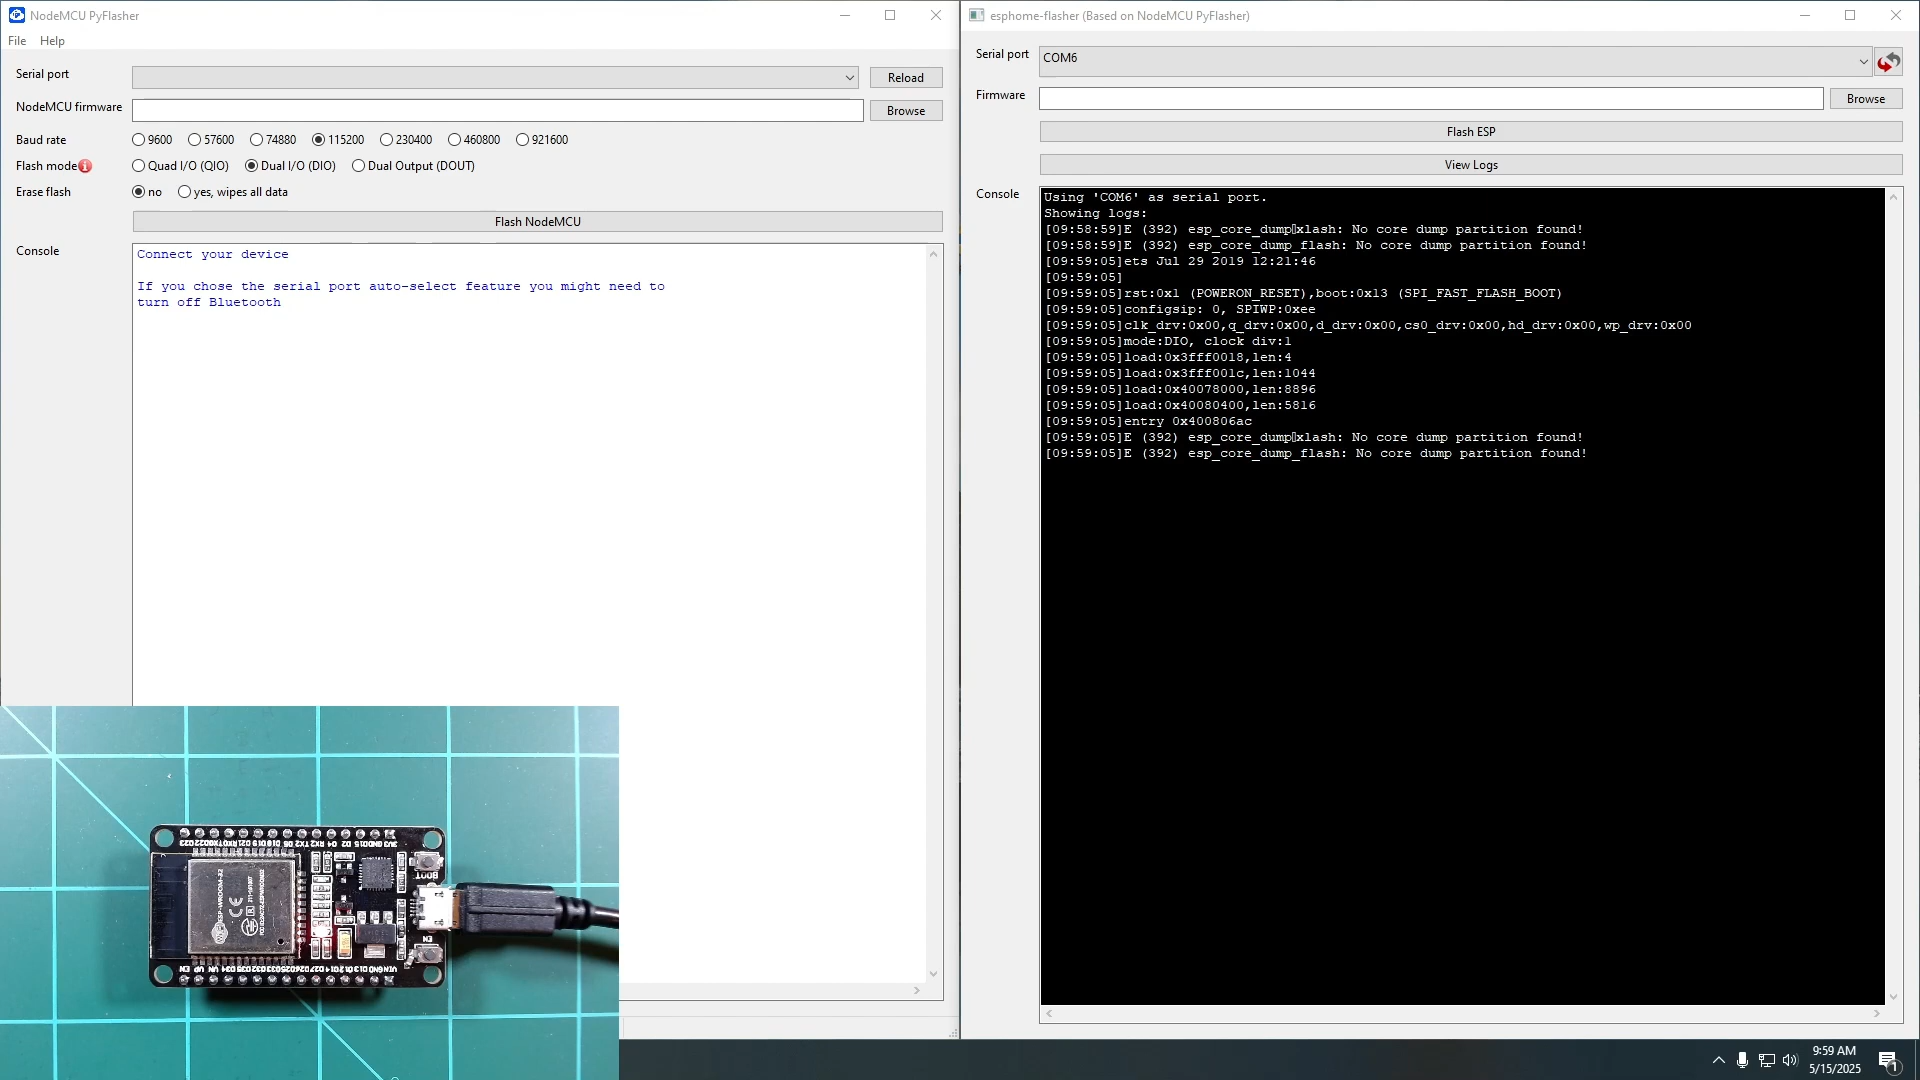 NodeMCU PyFlasher
File Help
Serial port
Reload
NodeMCU firmware
Browse
Baud rate 9600 57600 74880 115200 230400 460800 921600
Flash mode Quad I/O (QIO) Dual I/O (DIO) Dual Output (DOUT)
Erase flash no yes, wipes all data
Flash NodeMCU
Console
Connect your device
If you chose the serial port auto-select feature you might need to
turn off Bluetooth
esphome-flasher (Based on NodeMCU PyFlasher)
Serial port COM6
Firmware Browse
Flash ESP
View Logs
Console
Using 'COM6' as serial port.
Showing logs:
[09:58:59]E (392) esp_core_dump▯xlash: No core dump partition found!
[09:58:59]E (392) esp_core_dump_flash: No core dump partition found!
[09:59:05]ets Jul 29 2019 12:21:46
[09:59:05]
[09:59:05]rst:0x1 (POWERON_RESET),boot:0x13 (SPI_FAST_FLASH_BOOT)
[09:59:05]configsip: 0, SPIWP:0xee
[09:59:05]clk_drv:0x00,q_drv:0x00,d_drv:0x00,cs0_drv:0x00,hd_drv:0x00,wp_drv:0x00
[09:59:05]mode:DIO, clock div:1
[09:59:05]load:0x3fff0018,len:4
[09:59:05]load:0x3fff001c,len:1044
[09:59:05]load:0x40078000,len:8896
[09:59:05]load:0x40080400,len:5816
[09:59:05]entry 0x400806ac
[09:59:05]E (392) esp_core_dump▯xlash: No core dump partition found!
[09:59:05]E (392) esp_core_dump_flash: No core dump partition found!
BOOT
EN
ESP-WROOM-32
CE
9:59 AM
5/15/2025
1